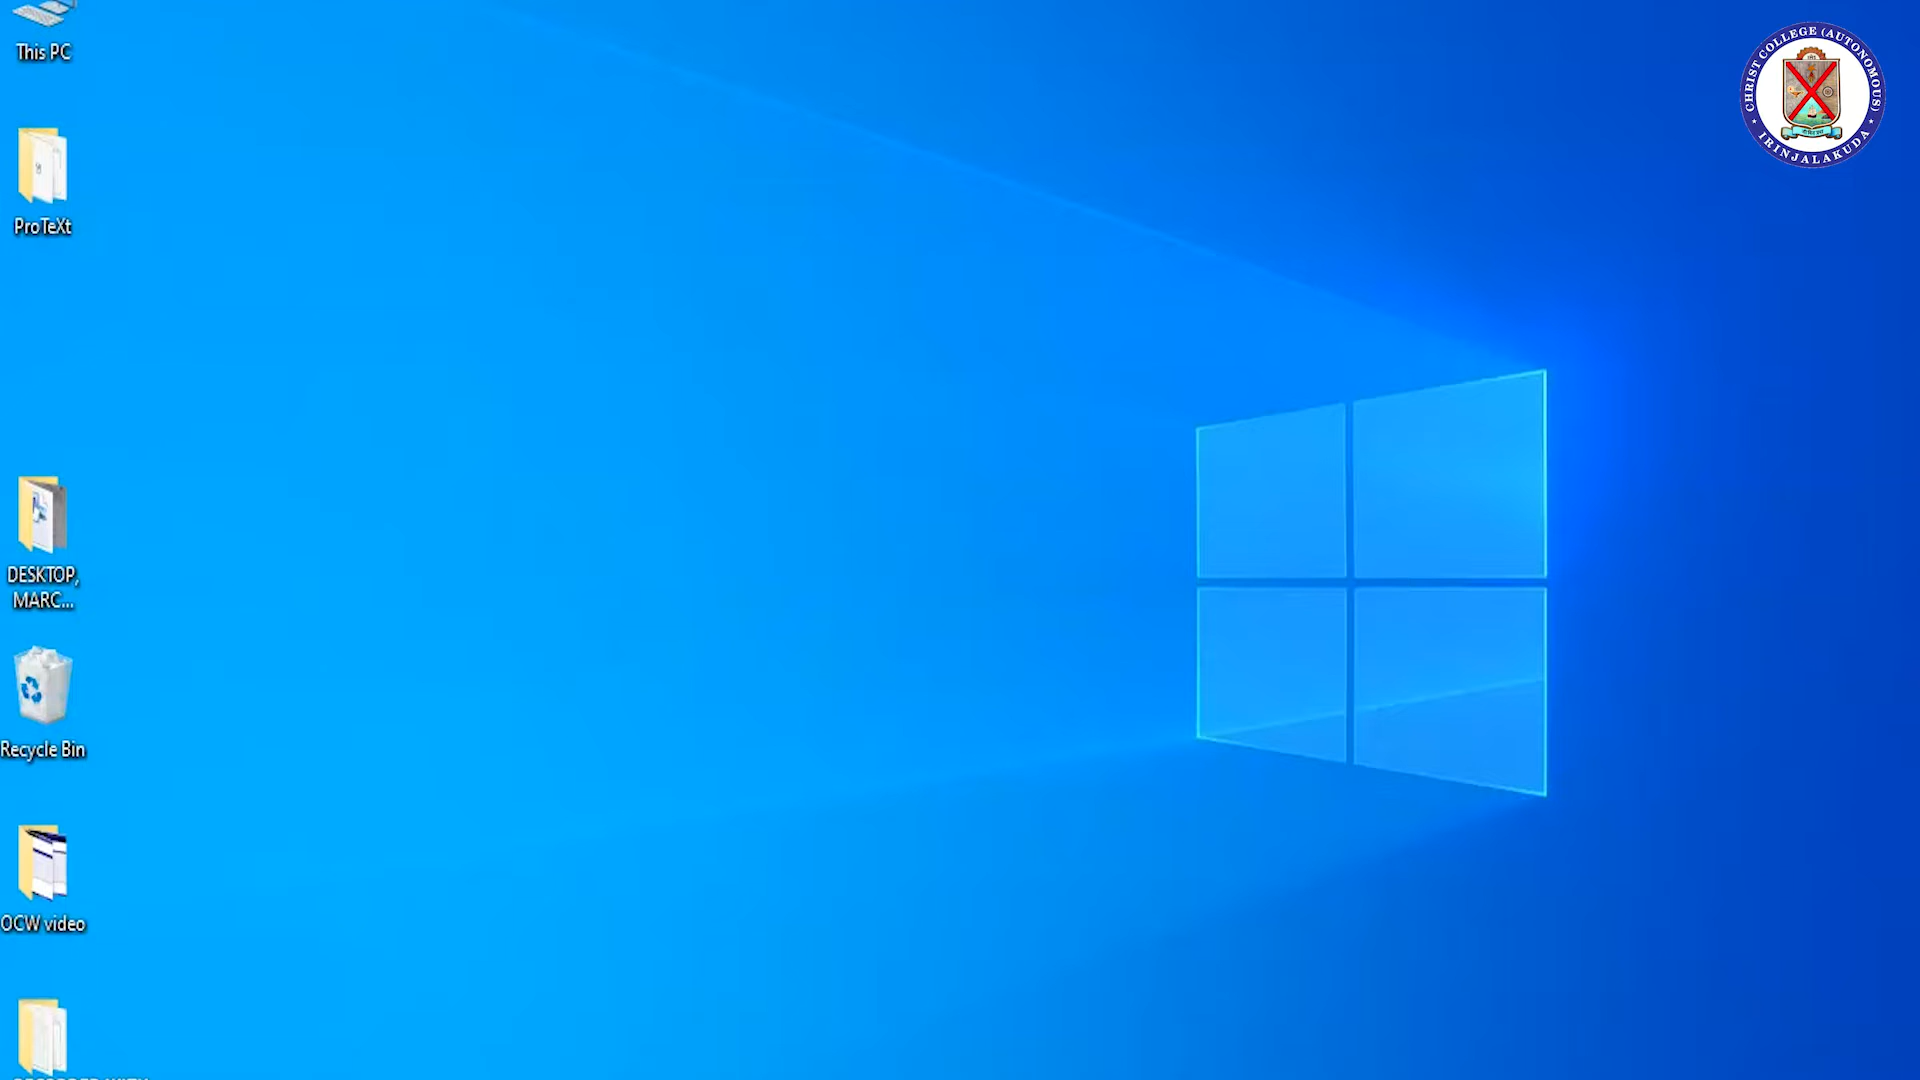 This PC
ProTeXt
DESKTOP,
MARC...
Recycle Bin
OCW video
CHRIST COLLEGE (AUTONOMOUS)
IRINJALAKUDA